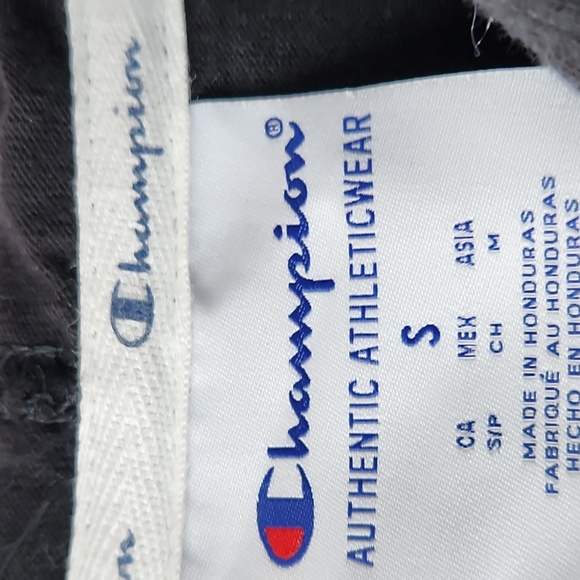 Champion
Champion®
AUTHENTIC ATHLETICWEAR
S
CA MEX ASIA
S/P CH M
MADE IN HONDURAS
FABRIQUÉ AU HONDURAS
HECHO EN HONDURAS